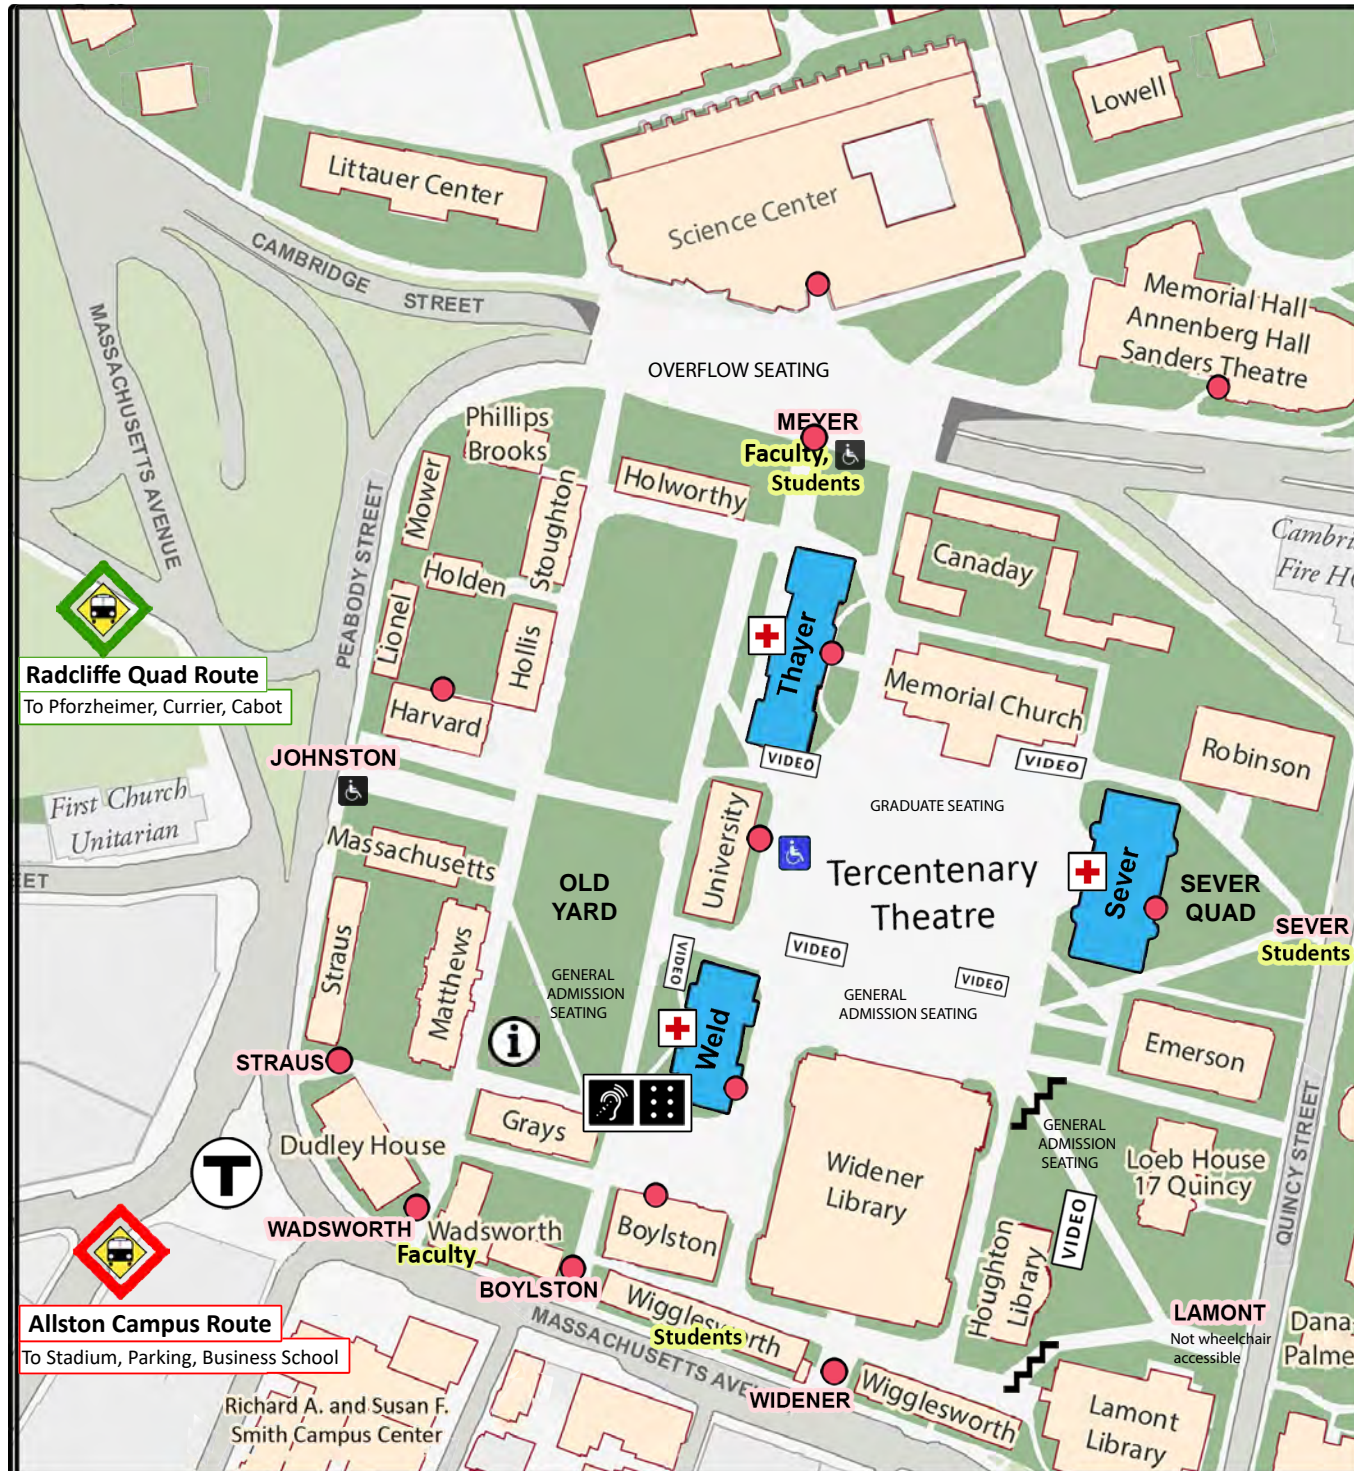 Lowell
Littauer Center
Science Center
CAMBRIDGE STREET
MASSACHUSETTS AVENUE
Memorial Hall
Annenberg Hall
Sanders Theatre
OVERFLOW SEATING
MEYER
Faculty,
Students
Phillips
Brooks
Mower
Stoughton
Holworthy
PEABODY STREET
Holden
Canaday
Lionel
Hollis
Thayer
Harvard
Memorial Church
Robinson
Fire
Radcliffe Quad Route
To Pforzheimer, Currier, Cabot
JOHNSTON
VIDEO
VIDEO
First Church
Unitarian
GRADUATE SEATING
Massachusetts
University
Tercentenary
Theatre
Sever
SEVER
QUAD
SEVER
Students
OLD
YARD
Straus
Matthews
VIDEO
VIDEO
VIDEO
GENERAL
ADMISSION
SEATING
GENERAL
ADMISSION SEATING
i
Weld
Emerson
STRAUS
Grays
Dudley House
T
GENERAL
ADMISSION
SEATING
Loeb House
17 Quincy
QUINCY STREET
Widener
Library
WADSWORTH
Faculty
Wadsworth
Boylston
VIDEO
Houghton
Library
BOYLSTON
Wigglesworth
Students
MASSACHUSETTS
WIDENER
Wigglesworth
LAMONT
Not wheelchair
accessible
Dana
Lamont
Library
Allston Campus Route
To Stadium, Parking, Business School
Richard A. and Susan F.
Smith Campus Center